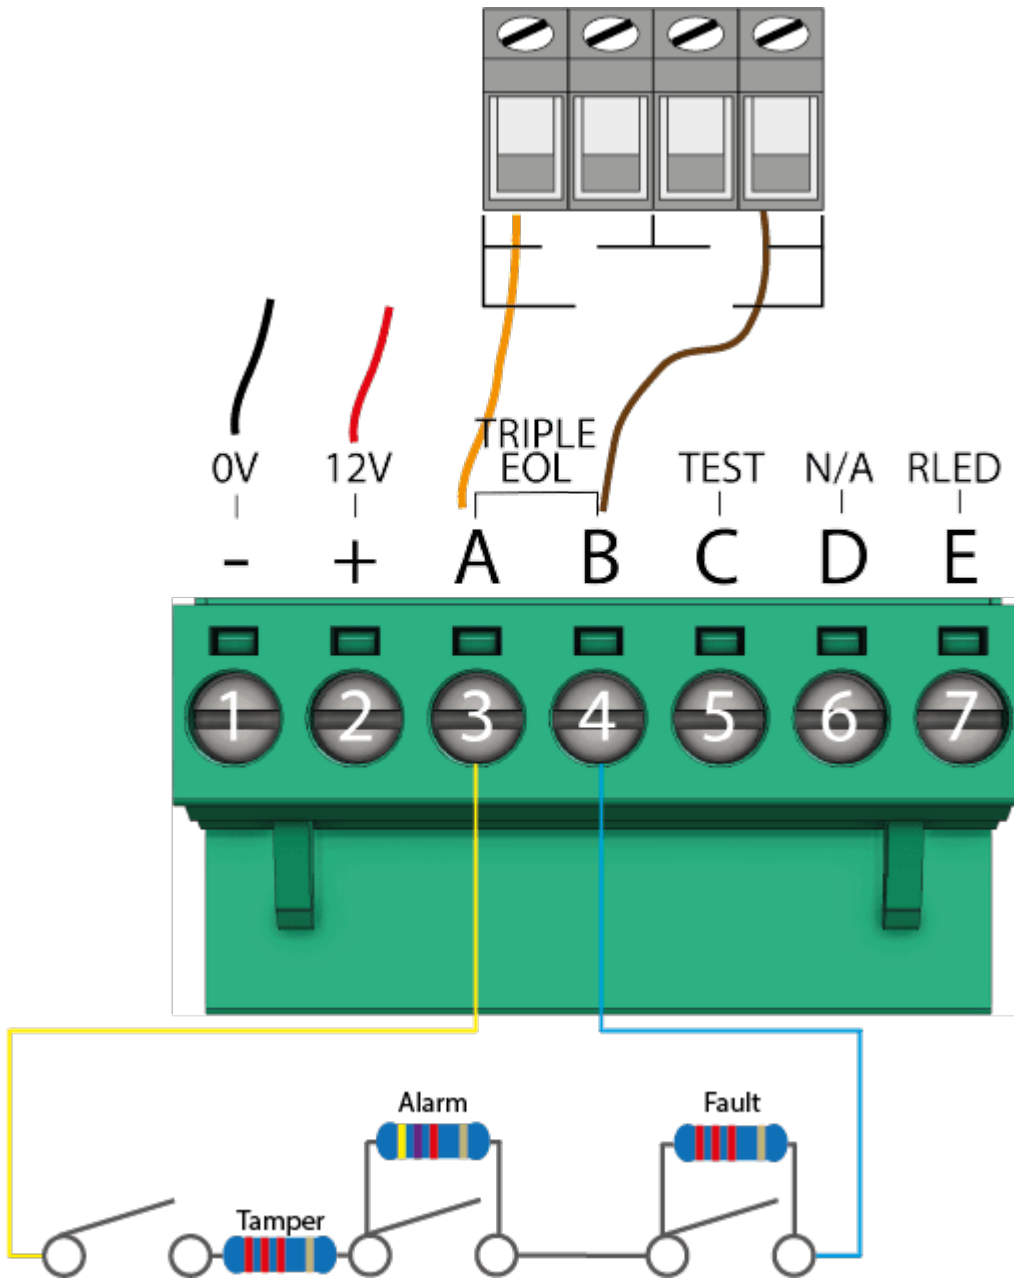 TRIPLE
0V 12V EOL TEST N/A RLED
- + A B C D E
1 2 3 4 5 6 7
Alarm Fault
Tamper